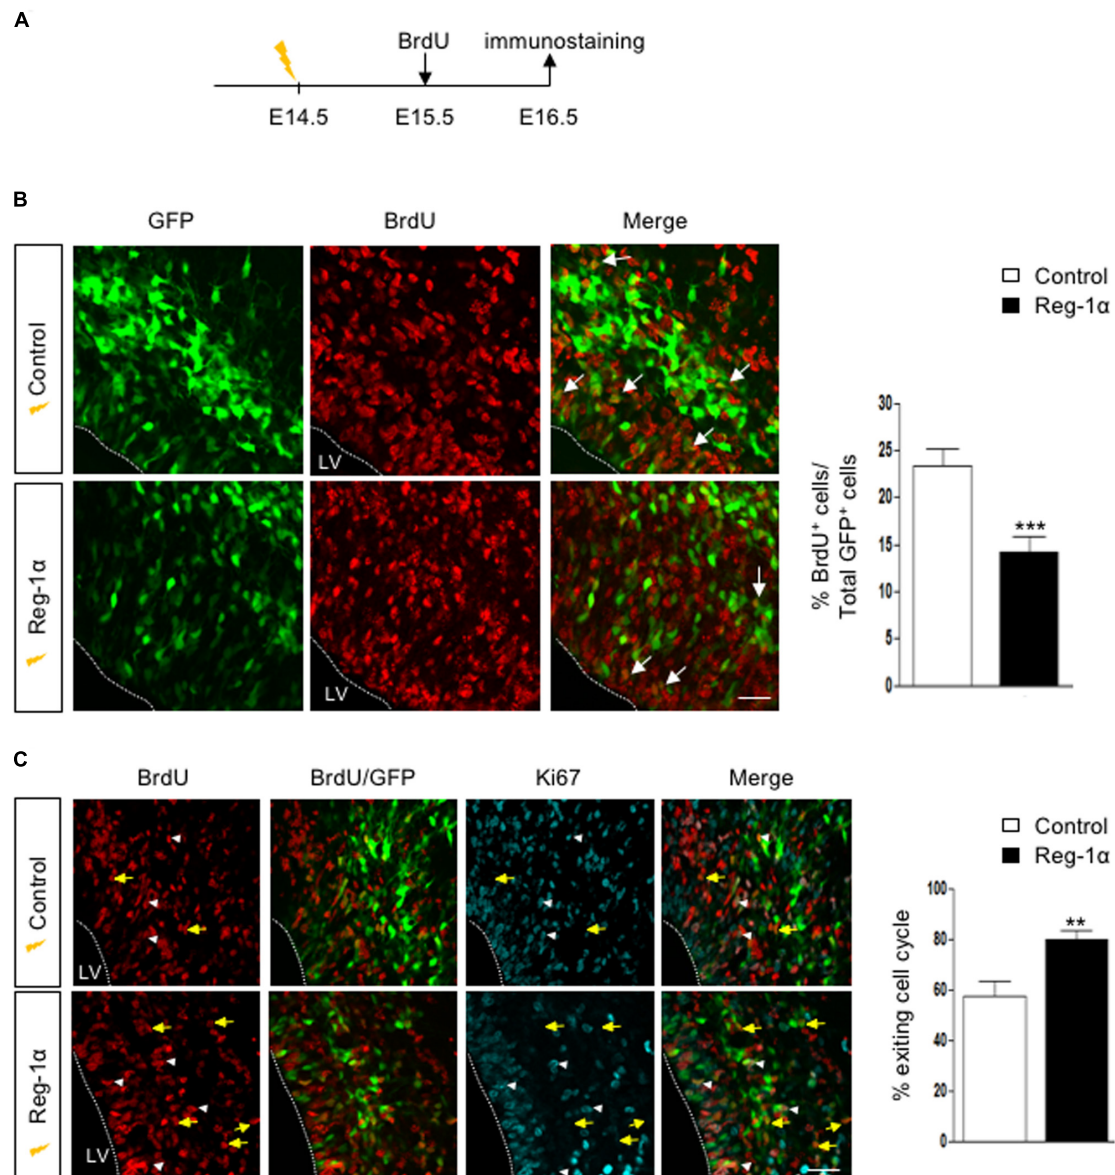 A
BrdU immunostaining
E14.5 E15.5 E16.5
B
GFP BrdU Merge
Control
LV
Reg-1α
LV
Control
Reg-1α
% BrdU⁺ cells/
Total GFP⁺ cells
30
25
20
15
10
5
0
***
C
BrdU BrdU/GFP Ki67 Merge
Control
LV
Reg-1α
LV
Control
Reg-1α
% exiting cell cycle
100
80
60
40
20
0
**